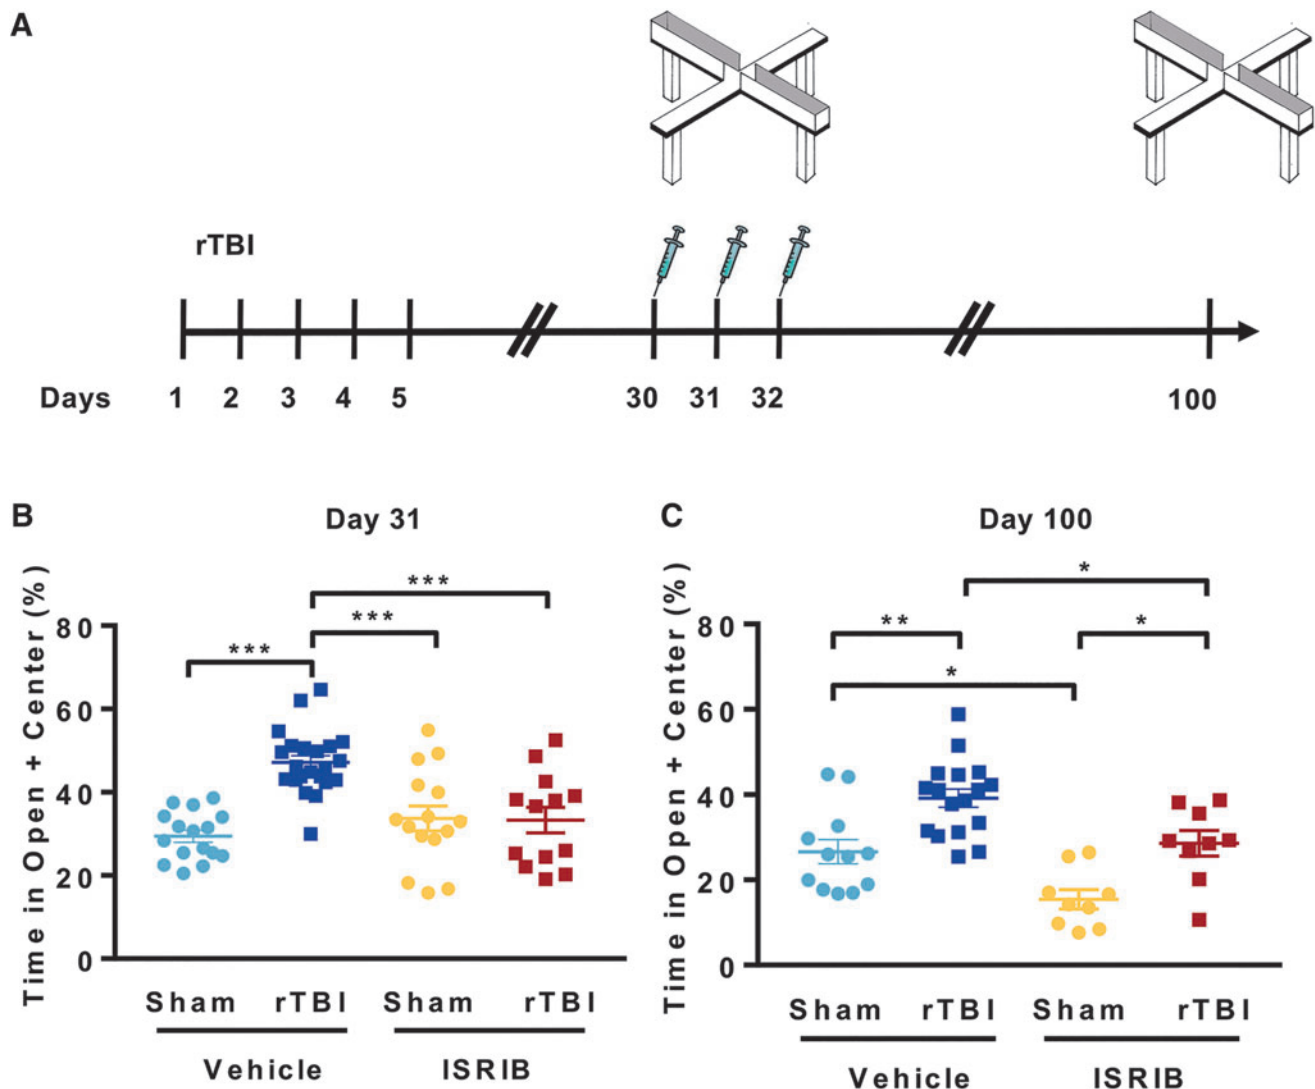 A
rTBI
Days 1 2 3 4 5 30 31 32 100
B Day 31
Time in Open + Center (%)
80
60
40
20
0
***
***
***
Sham rTBI Sham rTBI
Vehicle ISRIB
C Day 100
Time in Open + Center (%)
80
60
40
20
0
*
**
*
*
Sham rTBI Sham rTBI
Vehicle ISRIB